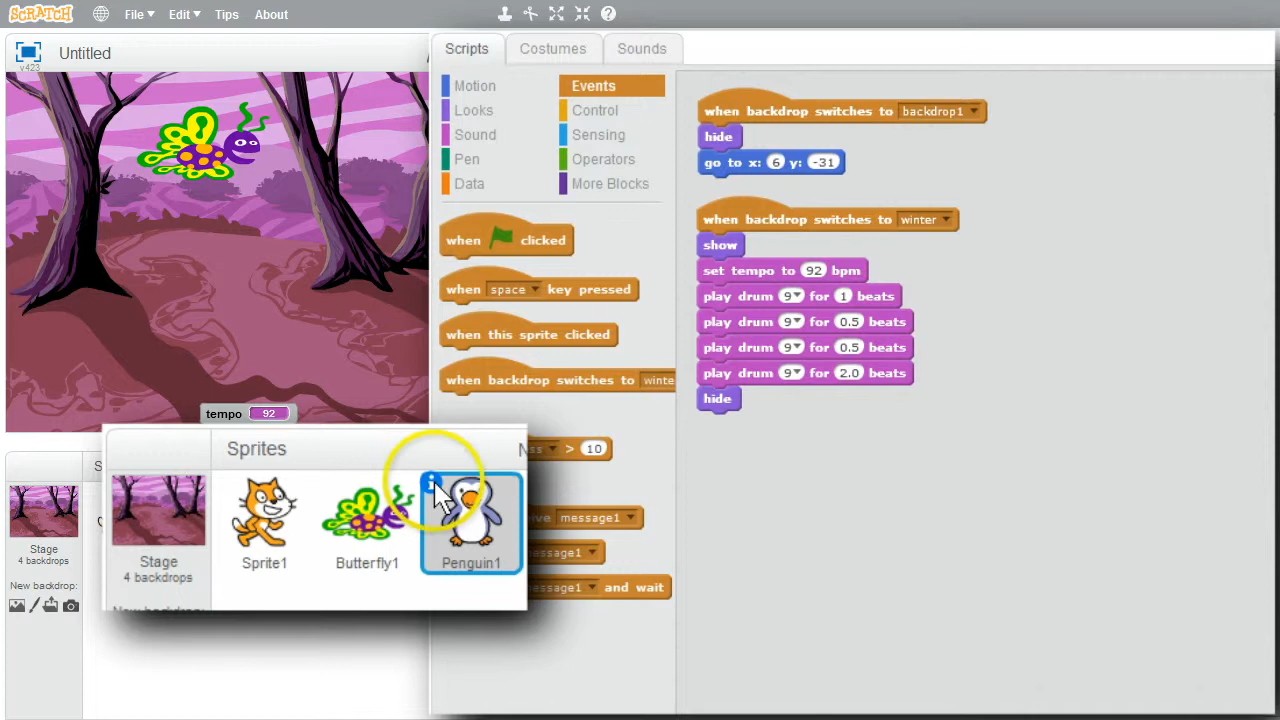 SCRATCH File Edit Tips About
v423 Untitled
Scripts Costumes Sounds
Motion Events
Looks Control
Sound Sensing
Pen Operators
Data More Blocks
when clicked
when space key pressed
when this sprite clicked
when backdrop switches to winte
> 10
message1
message1
message1 and wait
when backdrop switches to backdrop1
hide
go to x: 6 y: -31
when backdrop switches to winter
show
set tempo to 92 bpm
play drum 9 for 1 beats
play drum 9 for 0.5 beats
play drum 9 for 0.5 beats
play drum 9 for 2.0 beats
hide
tempo 92
Stage
4 backdrops
New backdrop:
Sprites
Stage
4 backdrops
Sprite1
Butterfly1
Penguin1